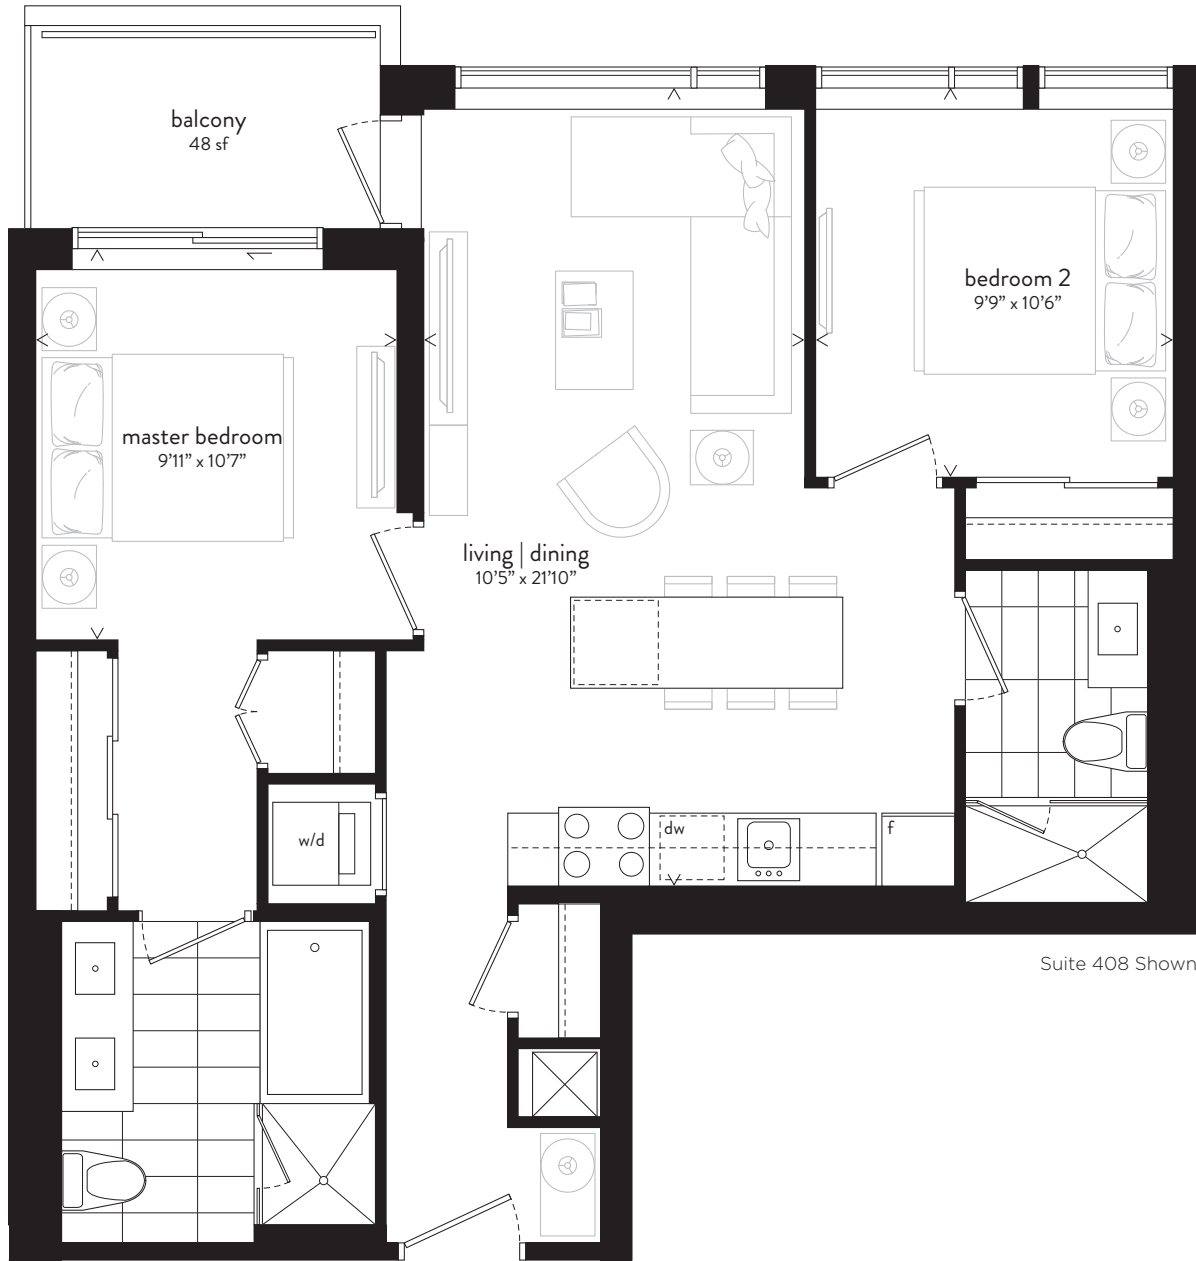 balcony
48 sf
bedroom 2
9’9” x 10’6”
master bedroom
9’11” x 10’7”
living | dining
10’5” x 21’10”
w/d
dw
f
Suite 408 Shown